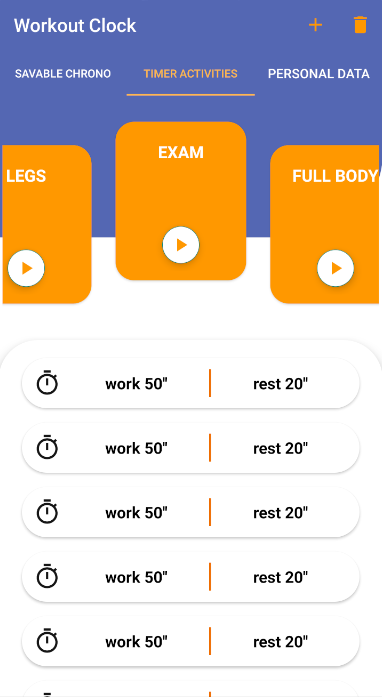 Workout Clock
SAVABLE CHRONO
TIMER ACTIVITIES
PERSONAL DATA
LEGS
EXAM
FULL BODY
work 50"
rest 20"
work 50"
rest 20"
work 50"
rest 20"
work 50"
rest 20"
work 50"
rest 20"